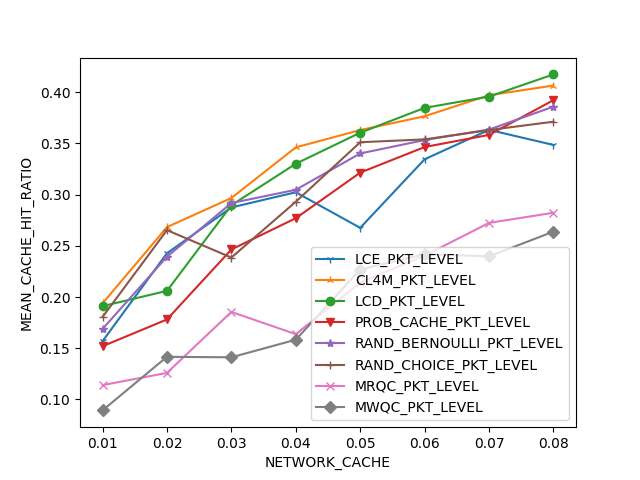 0.40
0.35
0.30
0.25
0.20
0.15
0.10
MEAN_CACHE_HIT_RATIO
LCE_PKT_LEVEL
CL4M_PKT_LEVEL
LCD_PKT_LEVEL
PROB_CACHE_PKT_LEVEL
RAND_BERNOULLI_PKT_LEVEL
RAND_CHOICE_PKT_LEVEL
MRQC_PKT_LEVEL
MWQC_PKT_LEVEL
0.01 0.02 0.03 0.04 0.05 0.06 0.07 0.08
NETWORK_CACHE